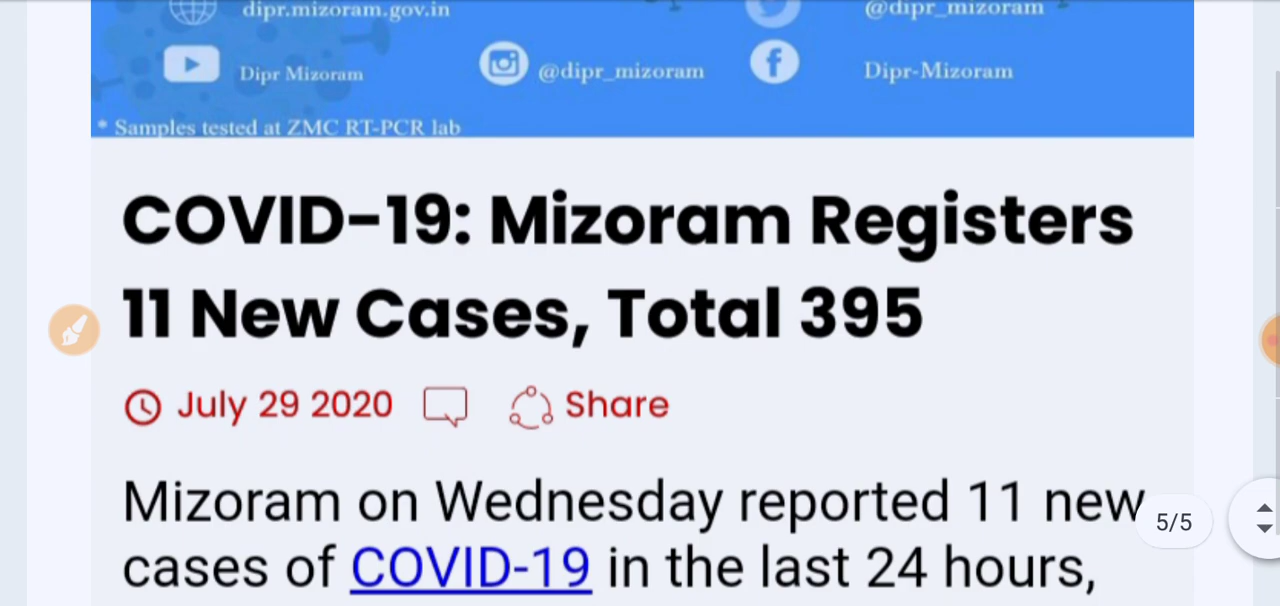 dipr.mizoram.gov.in
@dipr_mizoram
Dipr Mizoram
@dipr_mizoram
Dipr-Mizoram
* Samples tested at ZMC RT-PCR lab
COVID-19: Mizoram Registers
11 New Cases, Total 395
July 29 2020
Share
Mizoram on Wednesday reported 11 new
cases of COVID-19 in the last 24 hours,
5/5